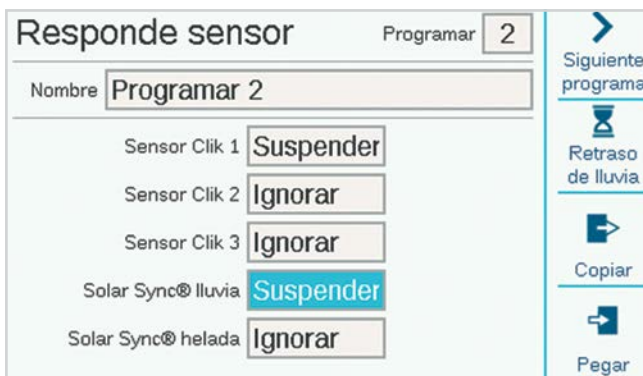 Responde sensor Programar 2
Nombre Programar 2
Sensor Clik 1 Suspender
Sensor Clik 2 Ignorar
Sensor Clik 3 Ignorar
Solar Sync® lluvia Suspender
Solar Sync® helada Ignorar
Siguiente
programa
Retraso
de lluvia
Copiar
Pegar